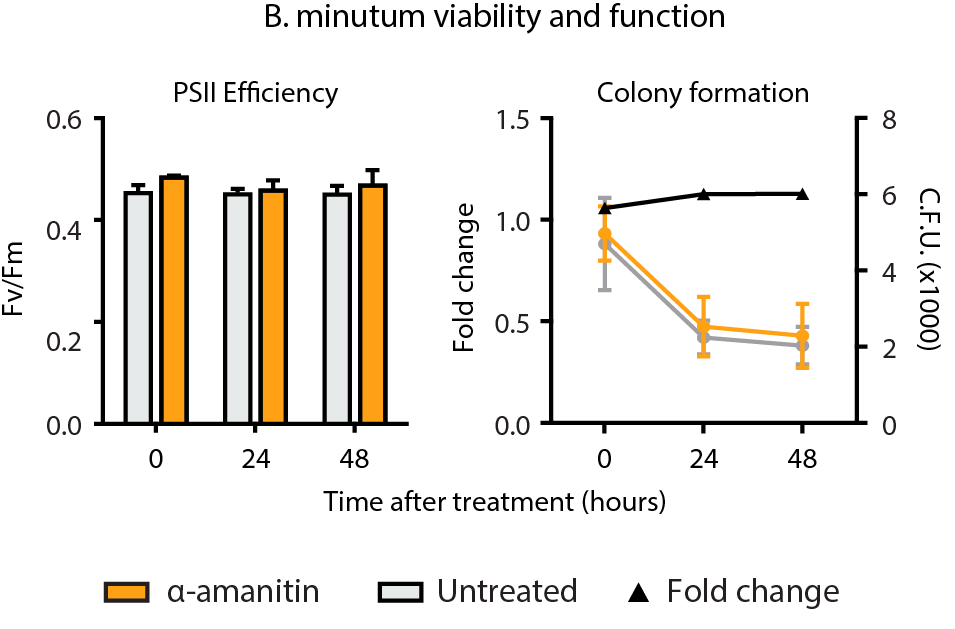 B. minutum viability and function
PSII Efficiency
Colony formation
0.6
0.4
0.2
0.0
Fv/Fm
0 24 48
1.5
1.0
0.5
0.0
Fold change
8
6
4
2
0
C.F.U. (x1000)
0 24 48
Time after treatment (hours)
α-amanitin Untreated Fold change